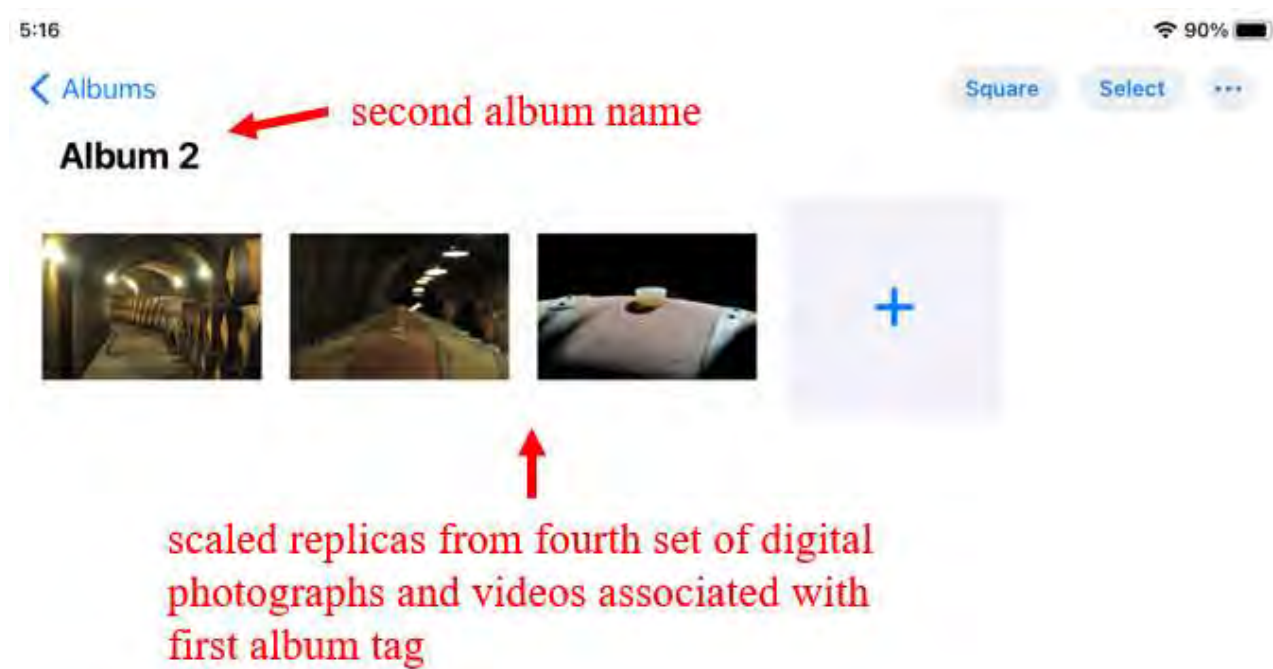 5:16 90%
Albums Square Select ...
second album name
Album 2
+
scaled replicas from fourth set of digital
photographs and videos associated with
first album tag